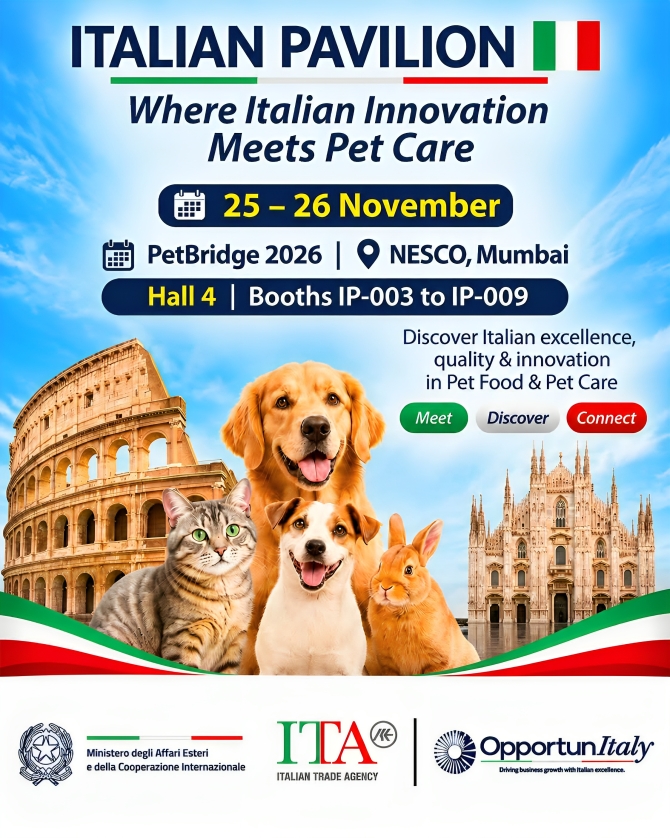 ITALIAN PAVILION
Where Italian Innovation
Meets Pet Care
25 – 26 November
PetBridge 2026 | NESCO, Mumbai
Hall 4 | Booths IP-003 to IP-009
Discover Italian excellence,
quality & innovation
in Pet Food & Pet Care
Meet Discover Connect
Ministero degli Affari Esteri
e della Cooperazione Internazionale
ITA
ITALIAN TRADE AGENCY
OpportunItaly
Driving business growth with Italian excellence.